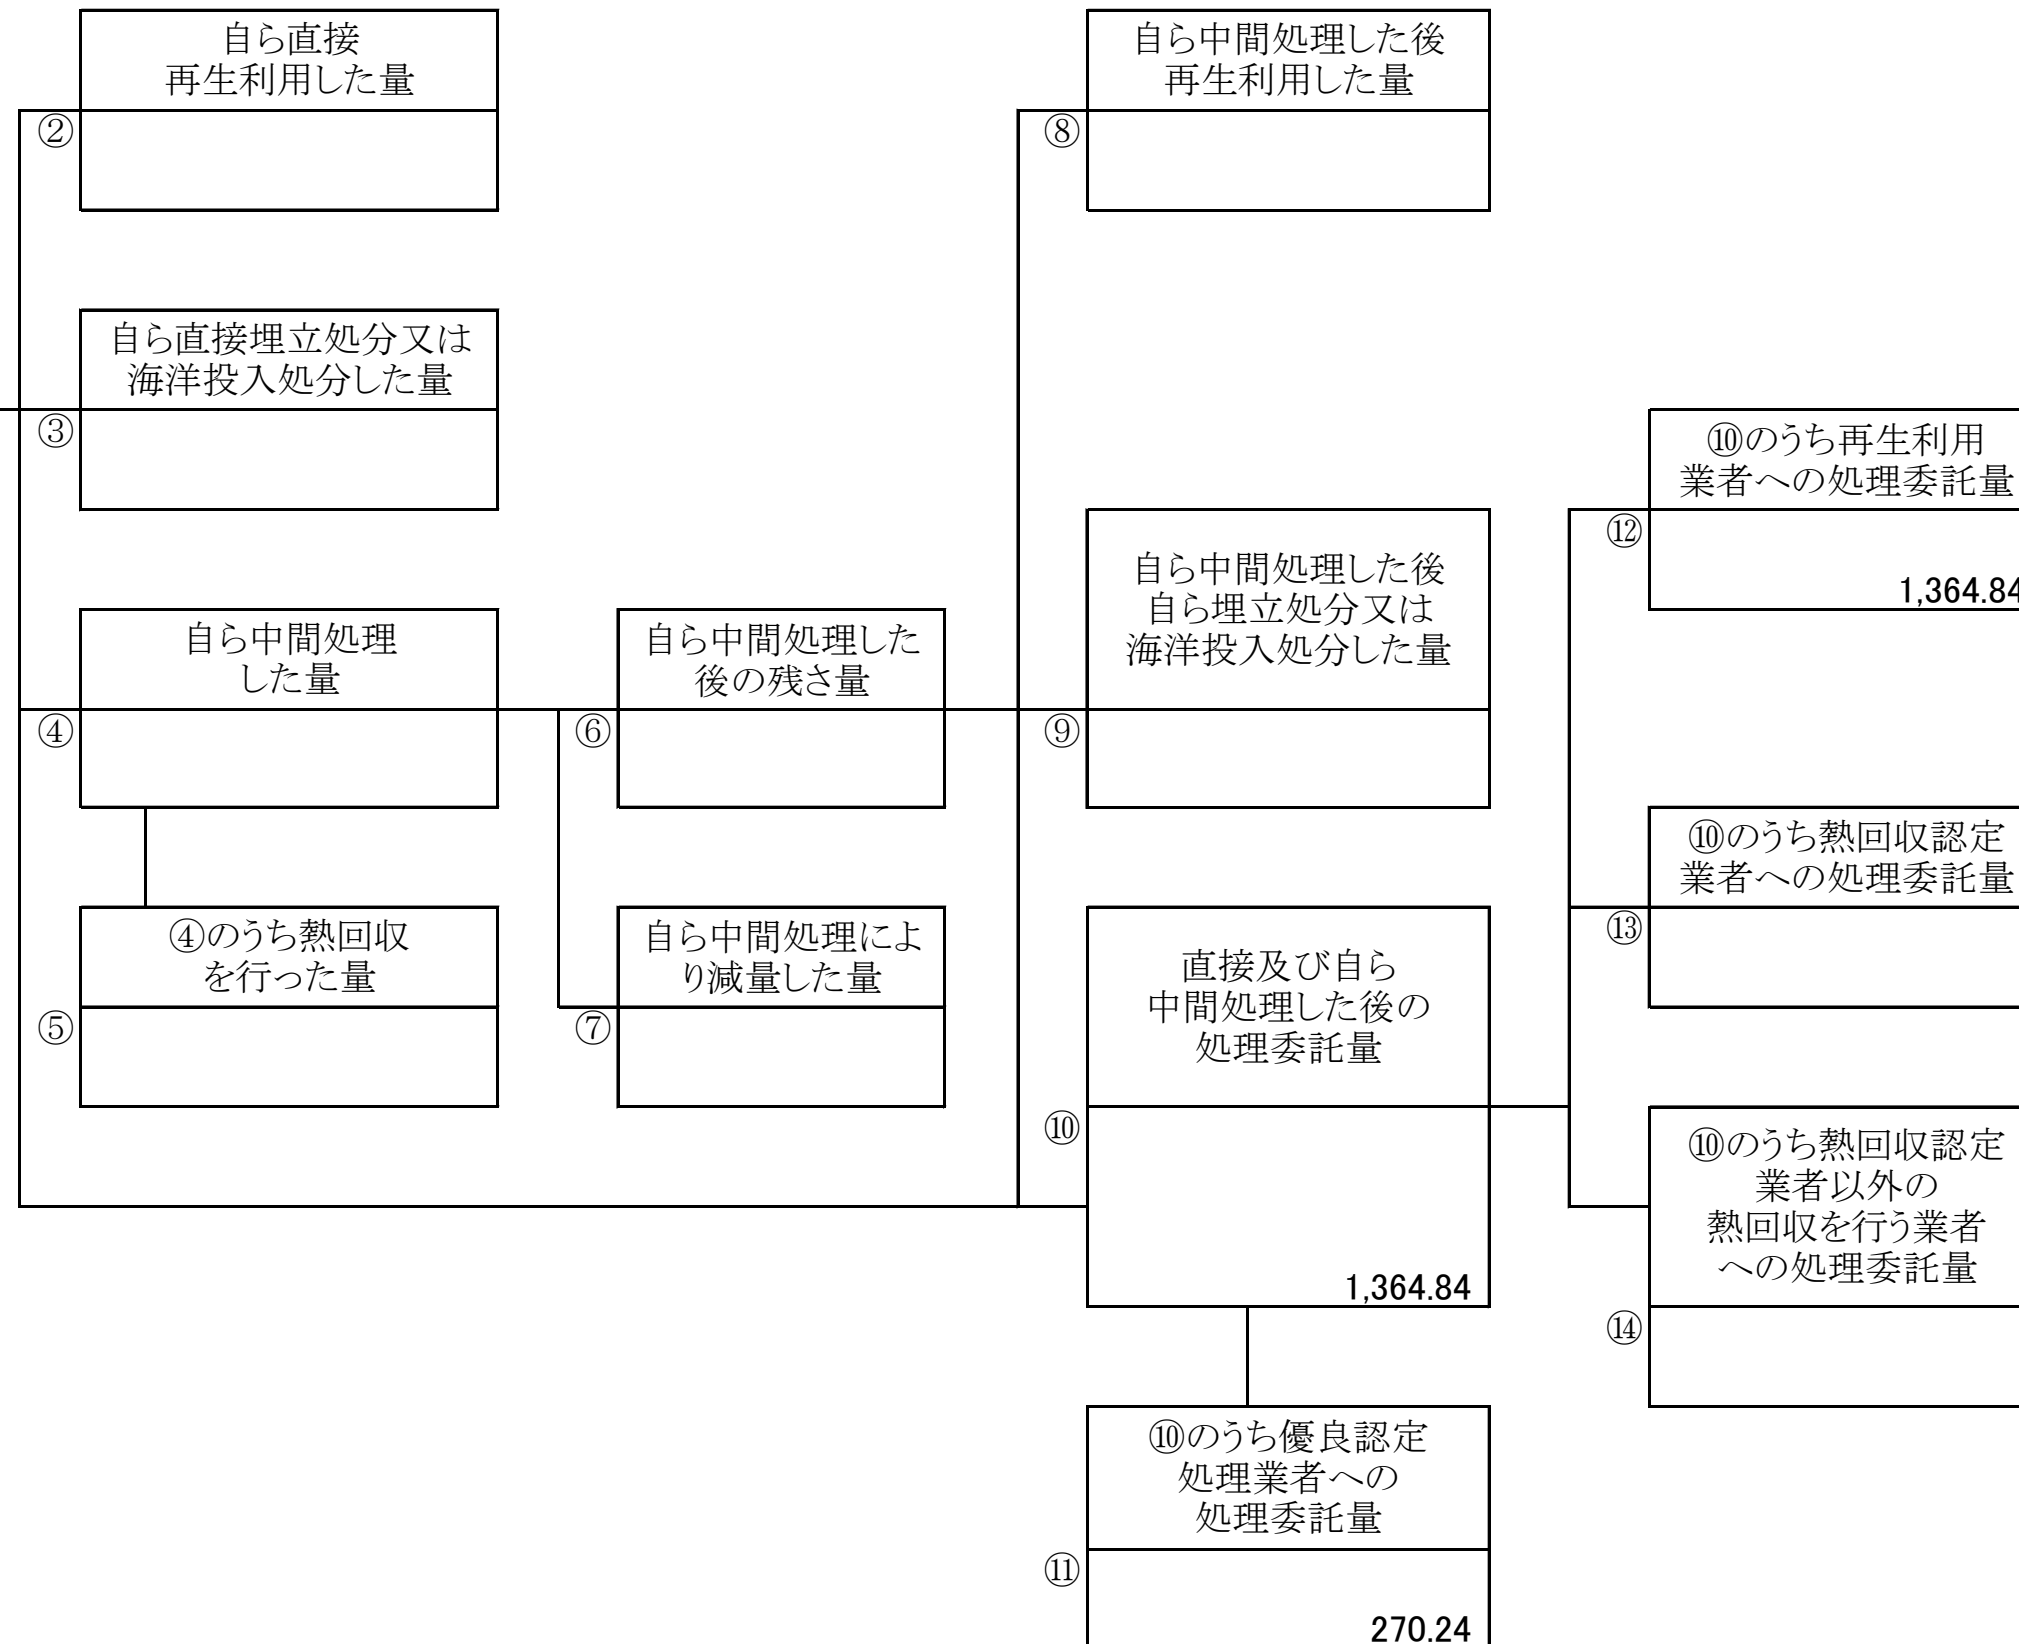 自ら直接
再生利用した量
②
自ら中間処理した後
再生利用した量
⑧
自ら直接埋立処分又は
海洋投入処分した量
③
⑩のうち再生利用
業者への処理委託量
⑫
1,364.84
自ら中間処理した後
自ら埋立処分又は
海洋投入処分した量
⑨
自ら中間処理
した量
④
自ら中間処理した
後の残さ量
⑥
⑩のうち熱回収認定
業者への処理委託量
⑬
④のうち熱回収
を行った量
⑤
自ら中間処理によ
り減量した量
⑦
直接及び自ら
中間処理した後の
処理委託量
⑩
1,364.84
⑩のうち熱回収認定
業者以外の
熱回収を行う業者
への処理委託量
⑭
⑩のうち優良認定
処理業者への
処理委託量
⑪
270.24